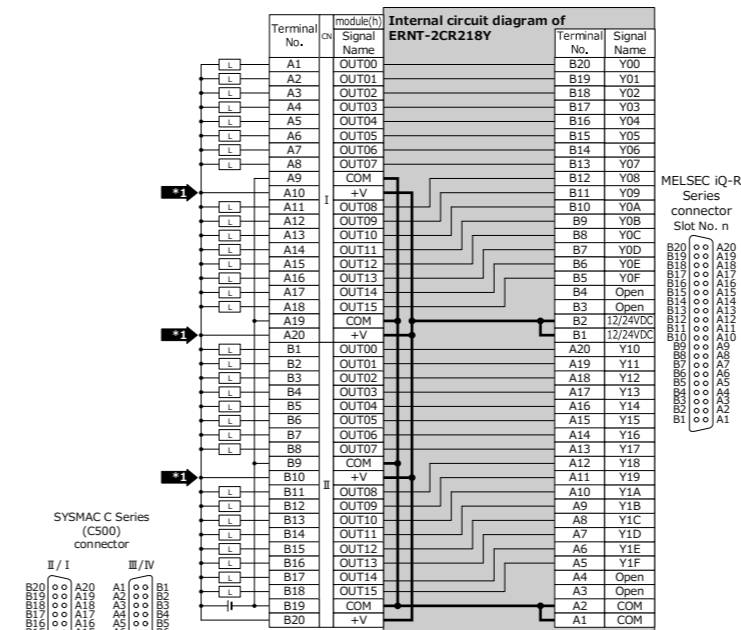 module(h) Internal circuit diagram of
ERNT-2CR218Y
Terminal No. CN Signal Name Terminal No. Signal Name
L A1 OUT00 B20 Y00
L A2 OUT01 B19 Y01
L A3 OUT02 B18 Y02
L A4 OUT03 B17 Y03
L A5 OUT04 B16 Y04
L A6 OUT05 B15 Y05
L A7 OUT06 B14 Y06
L A8 OUT07 B13 Y07
A9 COM B12 Y08
*1 A10 +V B11 Y09
I
L A11 OUT08 B10 Y0A
L A12 OUT09 B9 Y0B
L A13 OUT10 B8 Y0C
L A14 OUT11 B7 Y0D
L A15 OUT12 B6 Y0E
L A16 OUT13 B5 Y0F
L A17 OUT14 B4 Open
L A18 OUT15 B3 Open
A19 COM B2 12/24VDC
*1 A20 +V B1 12/24VDC
L B1 OUT00 A20 Y10
L B2 OUT01 A19 Y11
L B3 OUT02 A18 Y12
L B4 OUT03 A17 Y13
L B5 OUT04 A16 Y14
L B6 OUT05 A15 Y15
L B7 OUT06 A14 Y16
L B8 OUT07 A13 Y17
B9 COM A12 Y18
*1 B10 +V A11 Y19
II
L B11 OUT08 A10 Y1A
L B12 OUT09 A9 Y1B
L B13 OUT10 A8 Y1C
L B14 OUT11 A7 Y1D
L B15 OUT12 A6 Y1E
L B16 OUT13 A5 Y1F
L B17 OUT14 A4 Open
L B18 OUT15 A3 Open
B19 COM A2 COM
B20 +V A1 COM
MELSEC iQ-R
Series
connector
Slot No. n
B20 A20
B19 A19
B18 A18
B17 A17
B16 A16
B15 A15
B14 A14
B13 A13
B12 A12
B11 A11
B10 A10
B9 A9
B8 A8
B7 A7
B6 A6
B5 A5
B4 A4
B3 A3
B2 A2
B1 A1
SYSMAC C Series
(C500)
connector
II / I III / IV
B20 A20 A1 B1
B19 A19 A2 B2
B18 A18 A3 B3
B17 A17 A4 B4
B16 A16 A5 B5